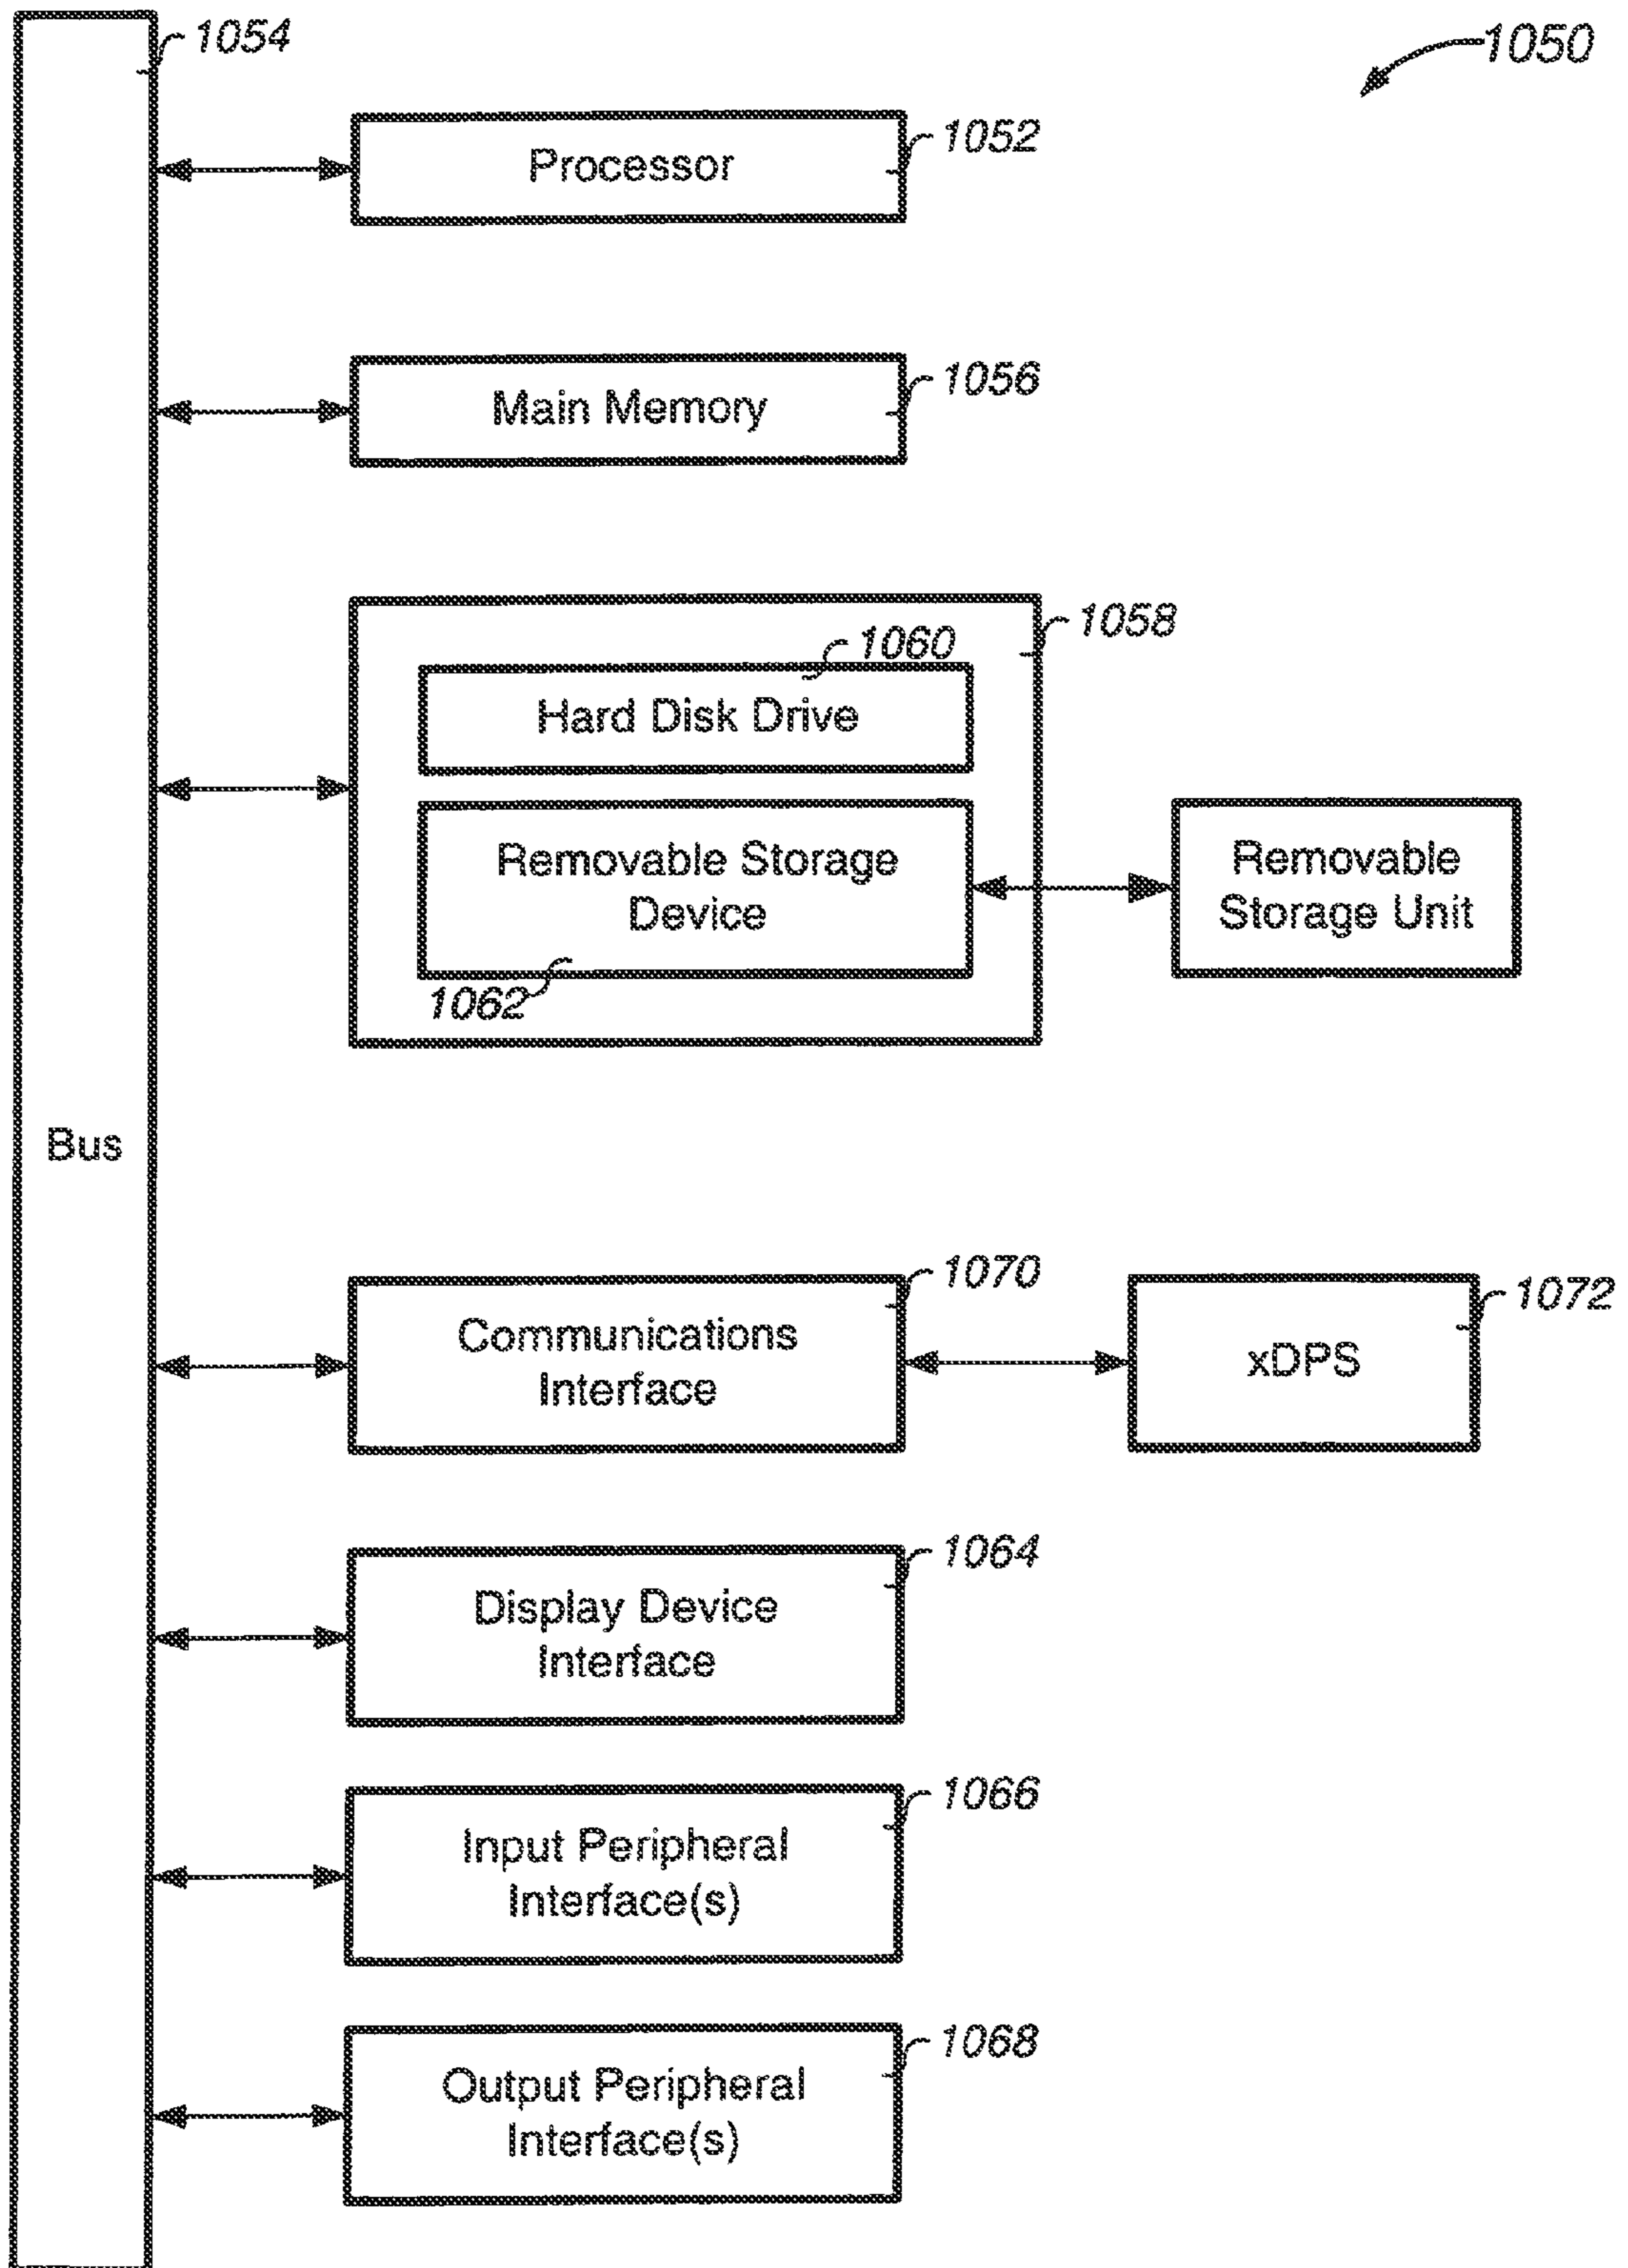 1054
1050
Processor
1052
Main Memory
1056
1058
1060
Hard Disk Drive
Removable Storage
Device
1062
Removable
Storage Unit
Bus
1070
Communications
Interface
1072
xDPS
1064
Display Device
Interface
1066
Input Peripheral
Interface(s)
1068
Output Peripheral
Interface(s)